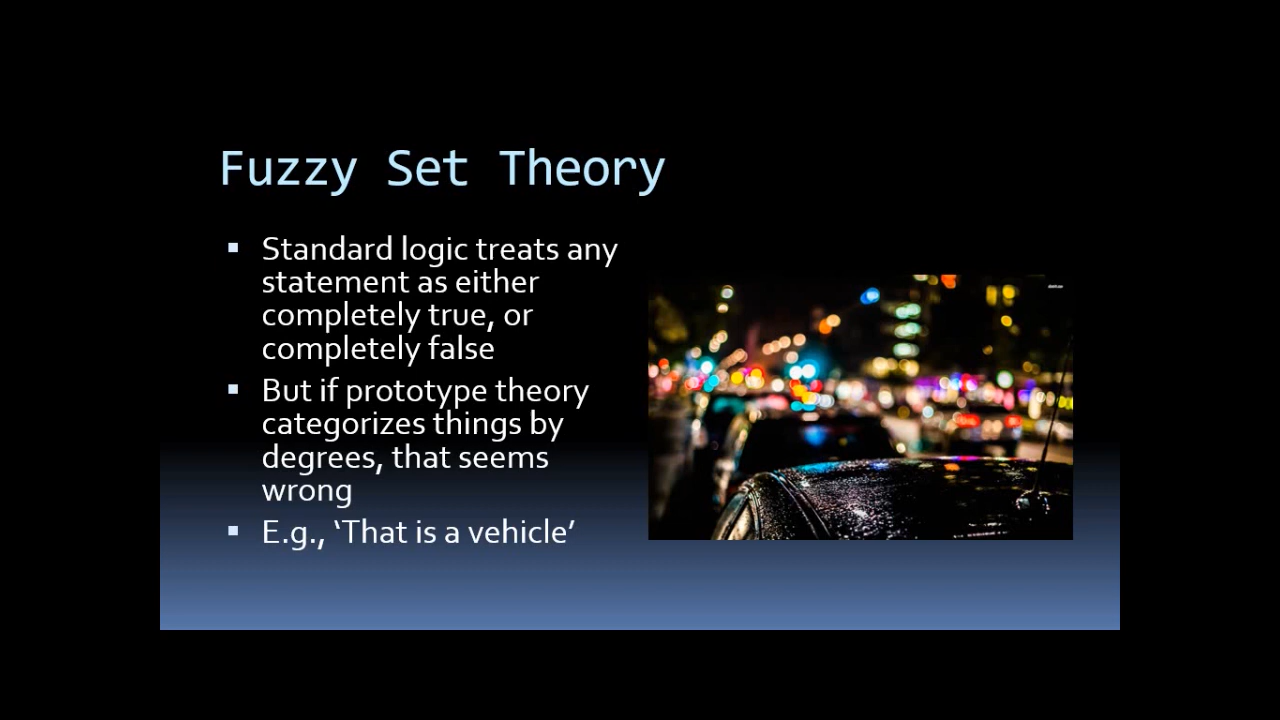 Fuzzy Set Theory
▪ Standard logic treats any
statement as either
completely true, or
completely false
▪ But if prototype theory
categorizes things by
degrees, that seems
wrong
▪ E.g., ‘That is a vehicle’